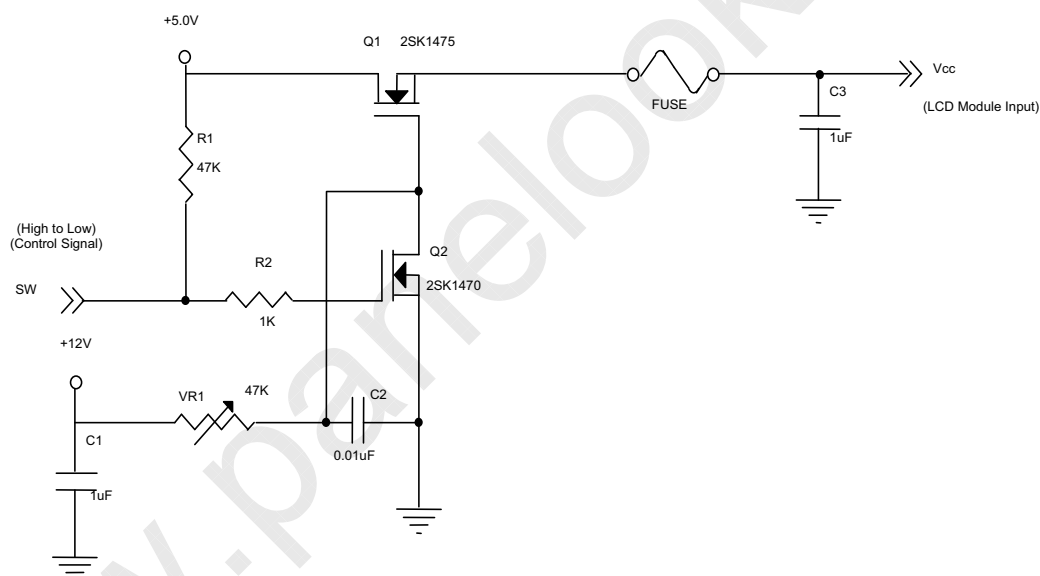 +5.0V
Q1 2SK1475
Vcc
C3
FUSE
(LCD Module Input)
R1
1uF
47K
(High to Low)
(Control Signal)
Q2
R2
SW
2SK1470
1K
+12V
VR1
47K
C2
C1
0.01uF
1uF
.panelook